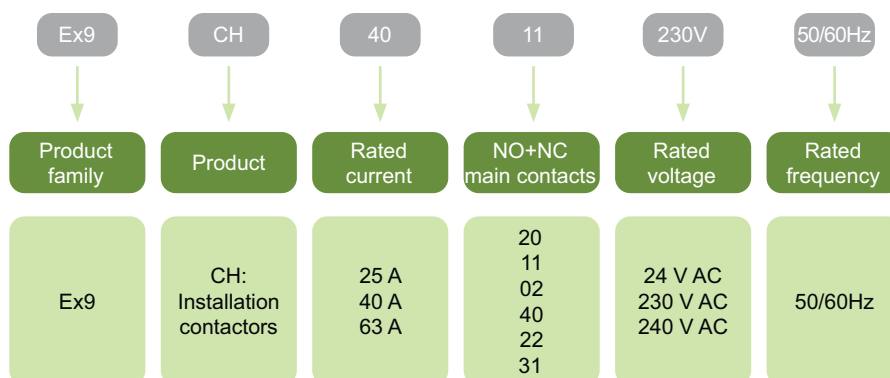 Ex9 CH 40 11 230V 50/60Hz
Product family
Product
Rated current
NO+NC main contacts
Rated voltage
Rated frequency
Ex9
CH:
Installation
contactors
25 A
40 A
63 A
20
11
02
40
22
31
24 V AC
230 V AC
240 V AC
50/60Hz